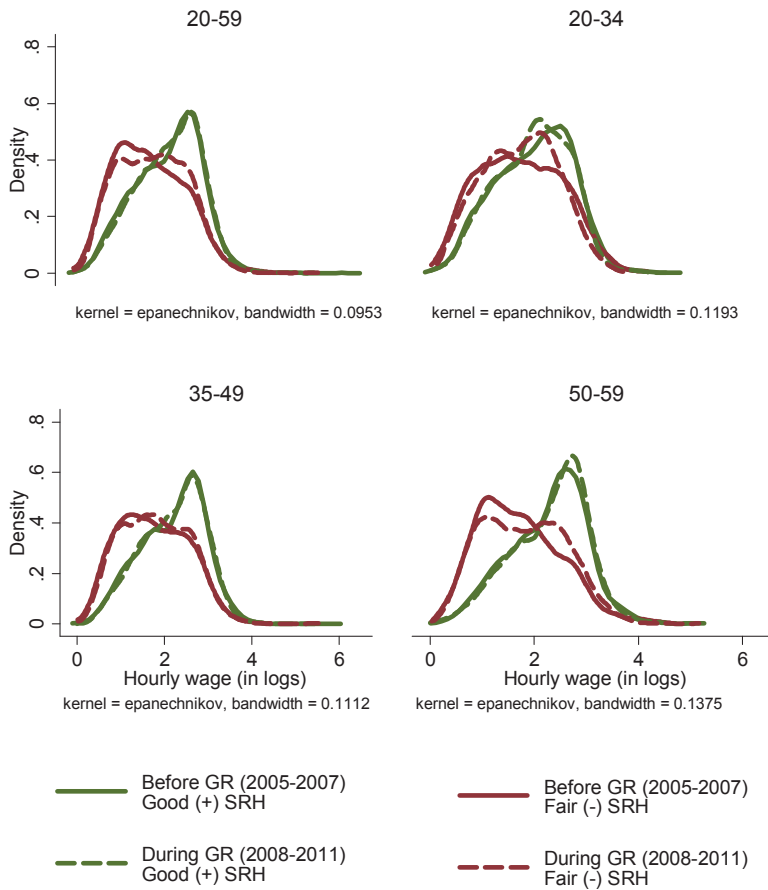 20-59
20-34
Density
.8
.6
.4
.2
0
kernel = epanechnikov, bandwidth = 0.0953
kernel = epanechnikov, bandwidth = 0.1193
35-49
50-59
Density
.8
.6
.4
.2
0
0 2 4 6
0 2 4 6
Hourly wage (in logs)
Hourly wage (in logs)
kernel = epanechnikov, bandwidth = 0.1112
kernel = epanechnikov, bandwidth = 0.1375
Before GR (2005-2007)
Good (+) SRH
Before GR (2005-2007)
Fair (-) SRH
During GR (2008-2011)
Good (+) SRH
During GR (2008-2011)
Fair (-) SRH